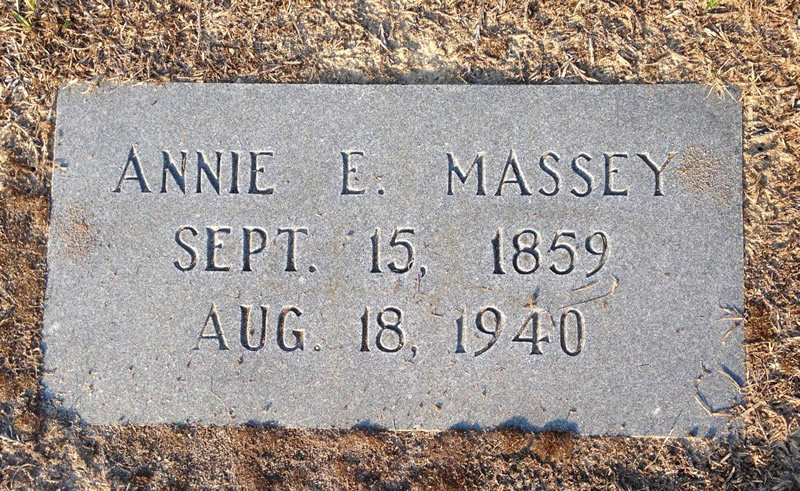 ANNIE E. MASSEY
SEPT. 15, 1859
AUG. 18, 1940